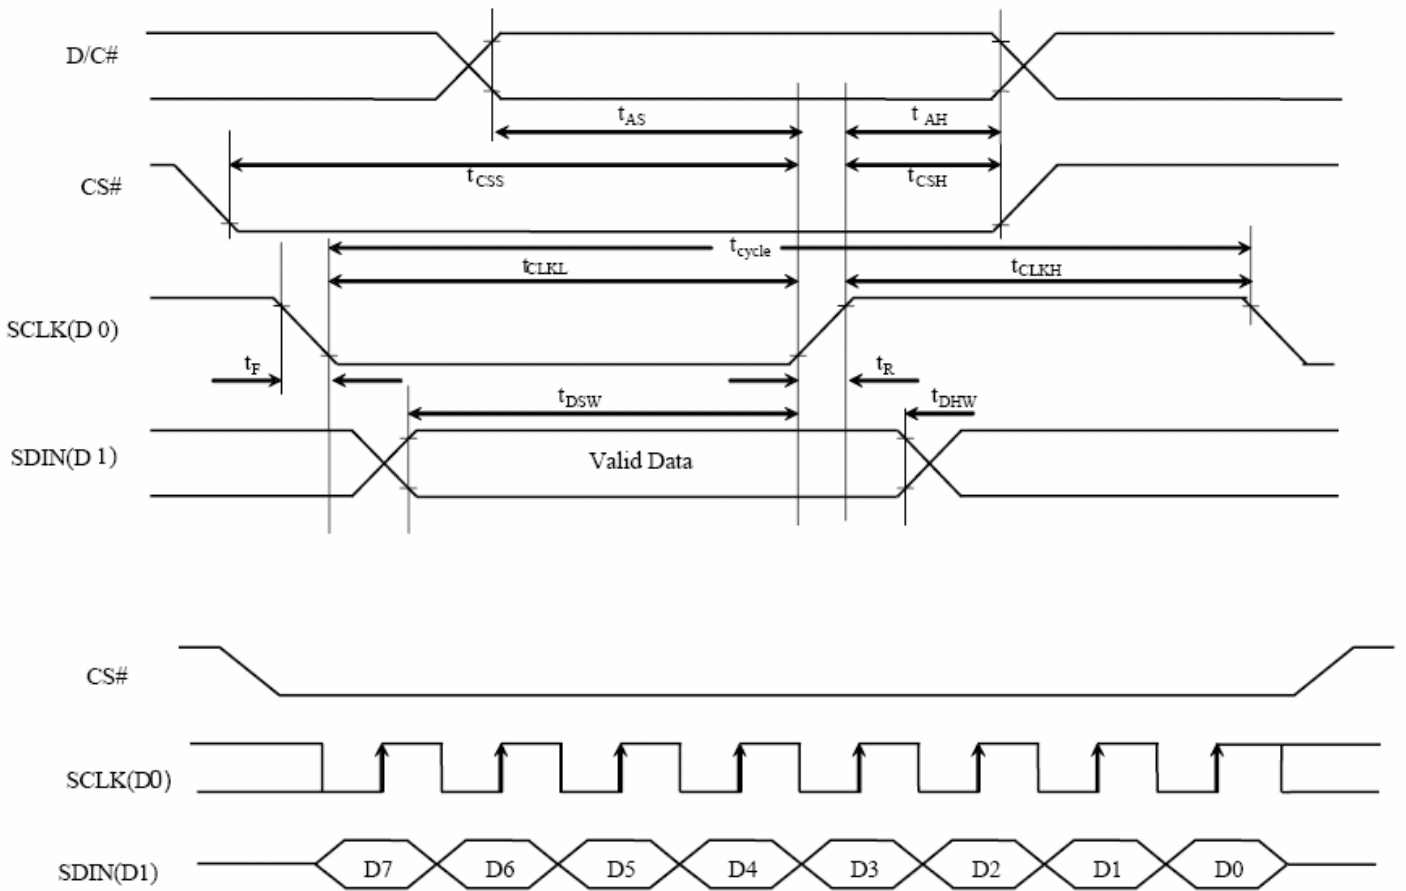 D/C#
tAS
t AH
CS#
tCSS
tCSH
tcycle
tCLKL
tCLKH
SCLK(D 0)
tF
tR
tDSW
tDHW
SDIN(D 1)
Valid Data
CS#
SCLK(D0)
SDIN(D1)
D7 D6 D5 D4 D3 D2 D1 D0